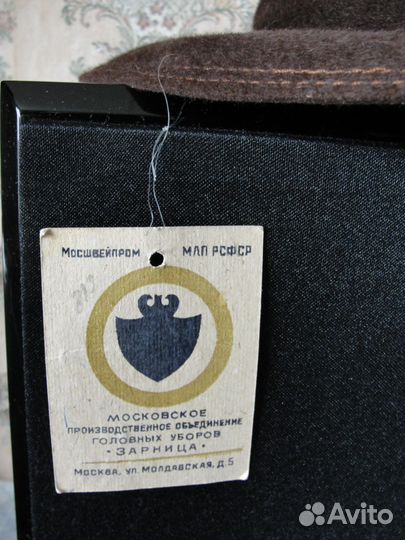 Мосшвейпром МЛП РСФСР
МОСКОВСКОЕ
ПРОИЗВОДСТВЕННОЕ ОБЪЕДИНЕНИЕ
ГОЛОВНЫХ УБОРОВ
· ЗАРНИЦА ·
Москва, ул. Молдавская, д. 5
Avito